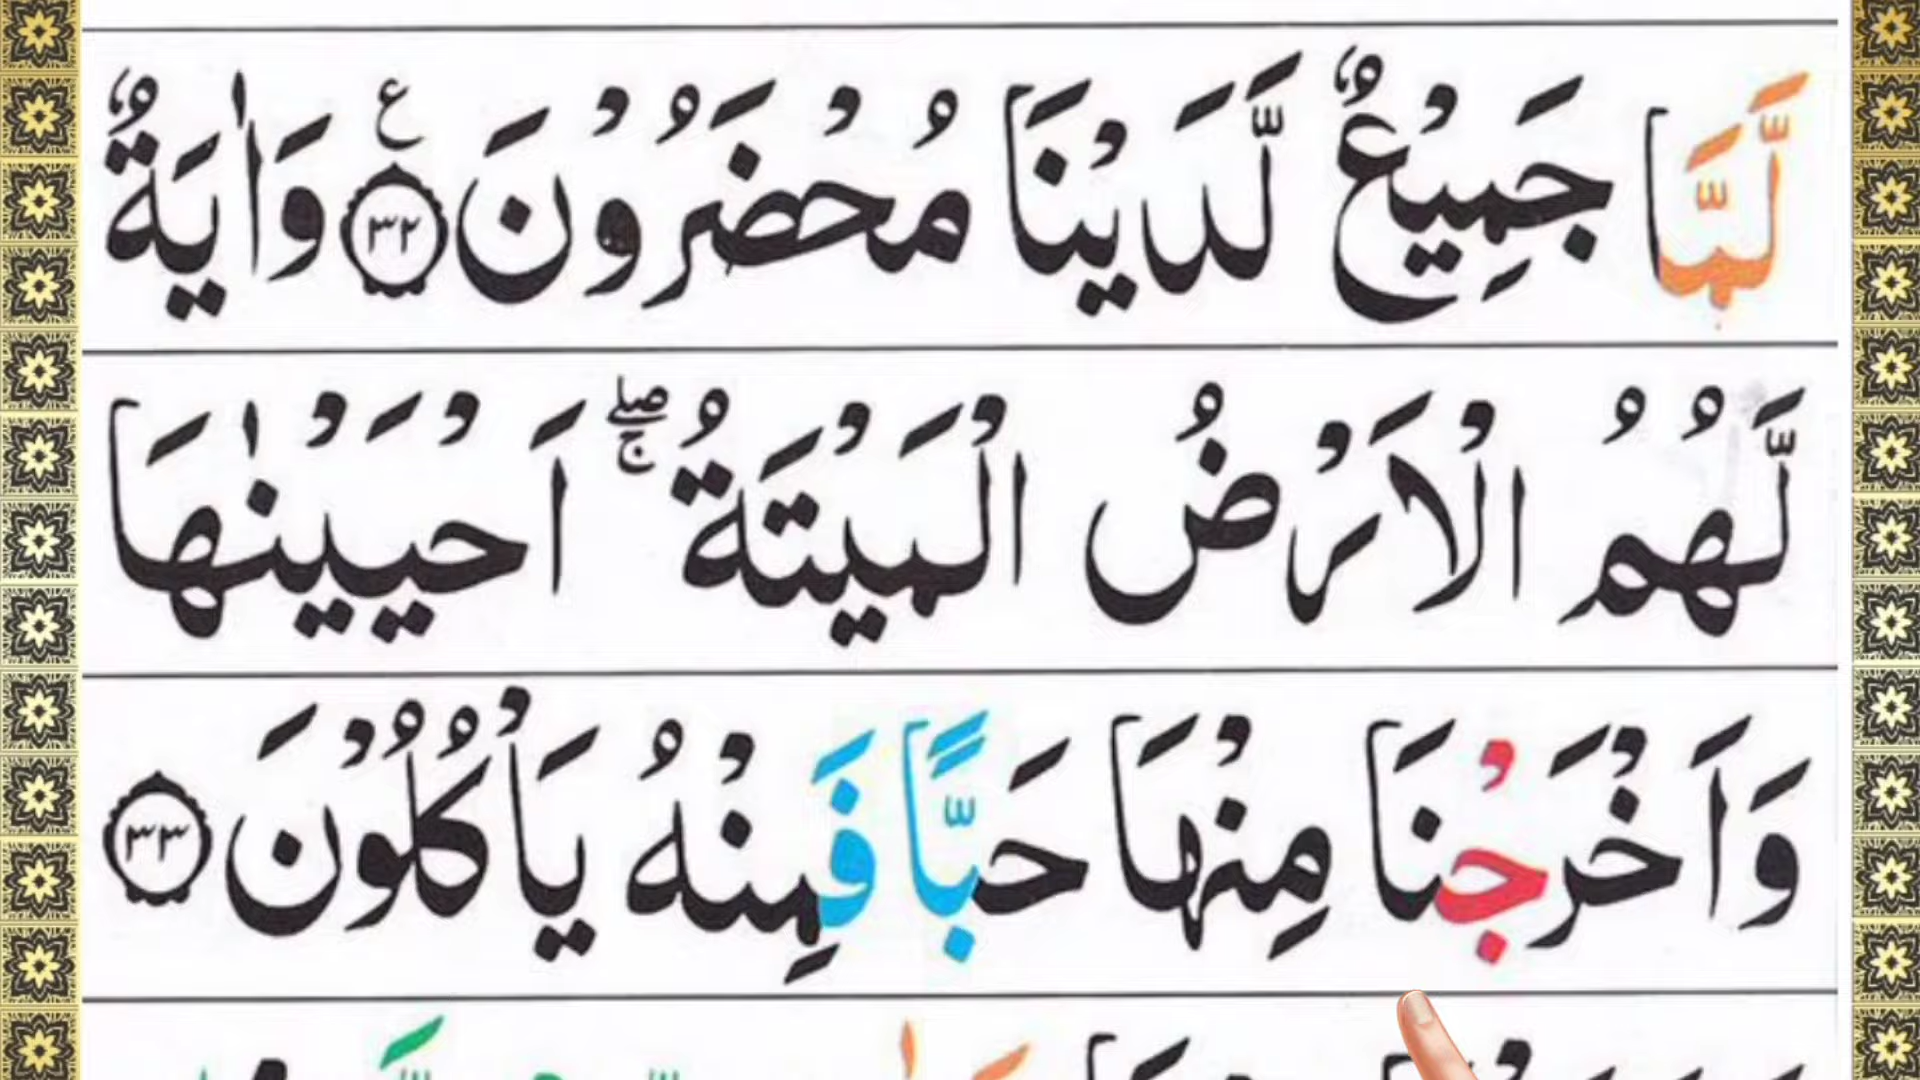 لَّمَّا جَمِيْعٌ لَّدَيْنَا مُحْضَرُوْنَ ۝٣٢ ع وَاٰيَةٌ
لَّهُمُ الْاَرْضُ الْمَيْتَةُ ۖۚ اَحْيَيْنٰهَا
وَاَخْرَجْنَا مِنْهَا حَبًّا فَمِنْهُ يَاْكُلُوْنَ ۝٣٣